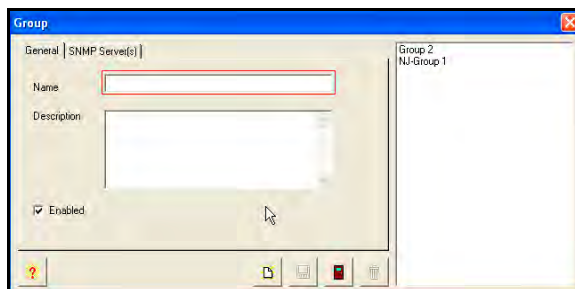 Group
General SNMP Server(s)
Name
Description
Enabled
?
Group 2
NJ-Group 1